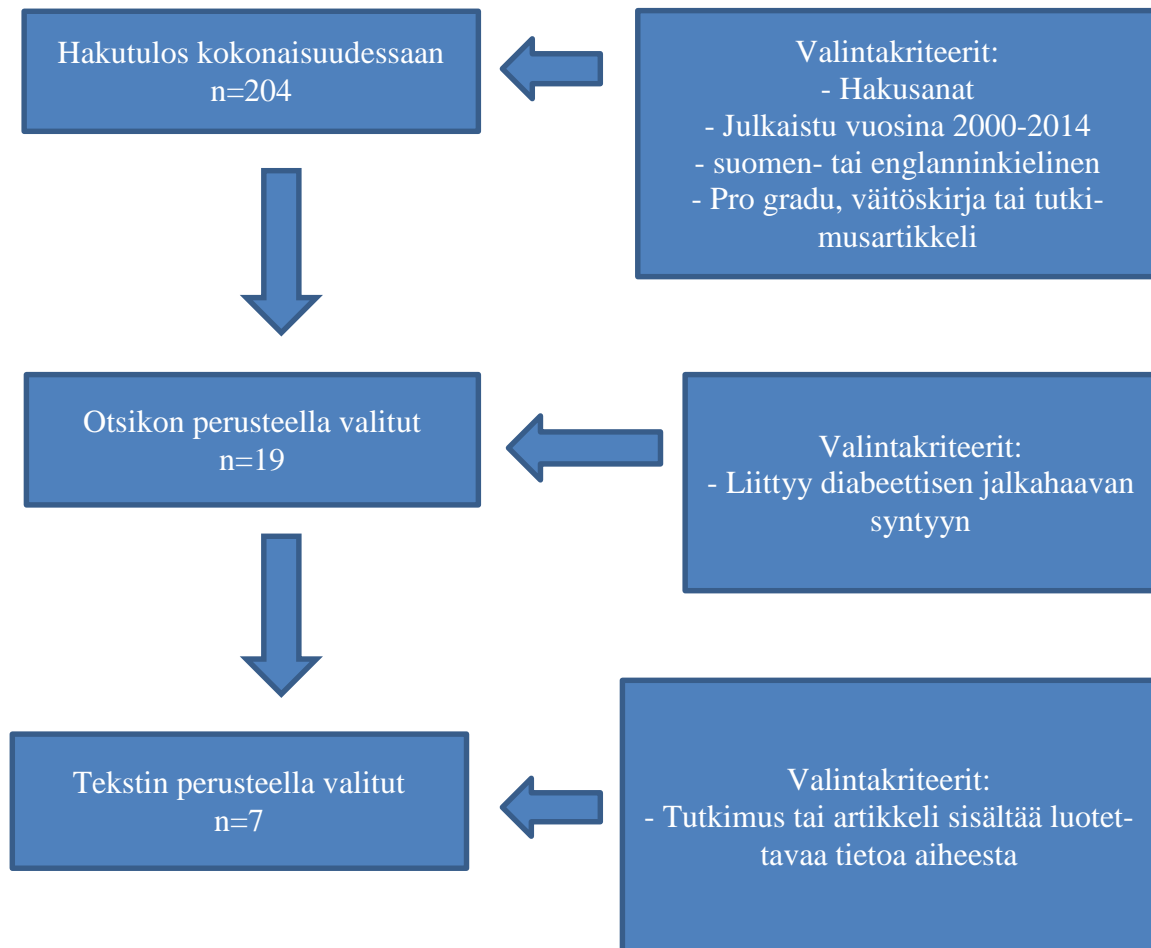 Hakutulos kokonaisuudessaan
n=204
Valintakriteerit:
- Hakusanat
- Julkaistu vuosina 2000-2014
- suomen- tai englanninkielinen
- Pro gradu, väitöskirja tai tutki-
musartikkeli
Otsikon perusteella valitut
n=19
Valintakriteerit:
- Liittyy diabeettisen jalkahaavan
syntyyn
Tekstin perusteella valitut
n=7
Valintakriteerit:
- Tutkimus tai artikkeli sisältää luotet-
tavaa tietoa aiheesta